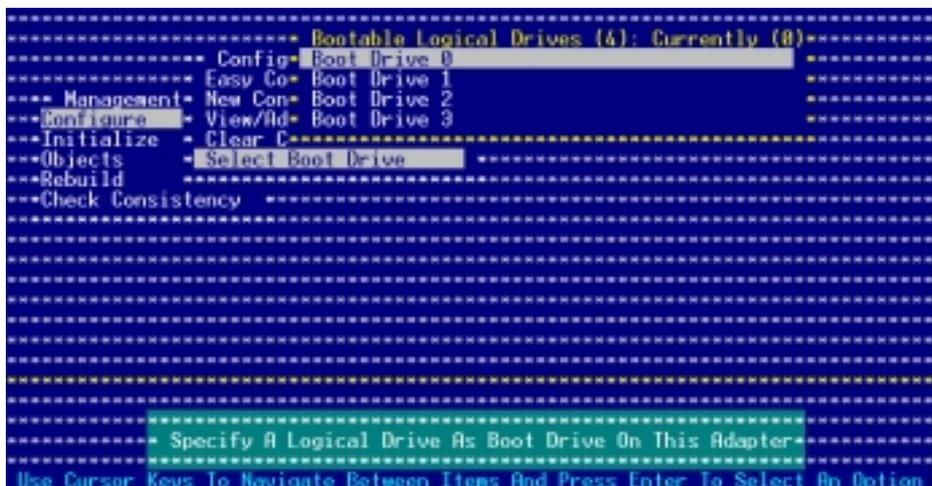 Bootable Logical Drives (4): Currently (0)
Config Boot Drive 0
Easy Co Boot Drive 1
Management New Con Boot Drive 2
Configure View/Ad Boot Drive 3
Initialize Clear C
Objects Select Boot Drive
Rebuild
Check Consistency
Specify A Logical Drive As Boot Drive On This Adapter
Use Cursor Keys To Navigate Between Items And Press Enter To Select An Option